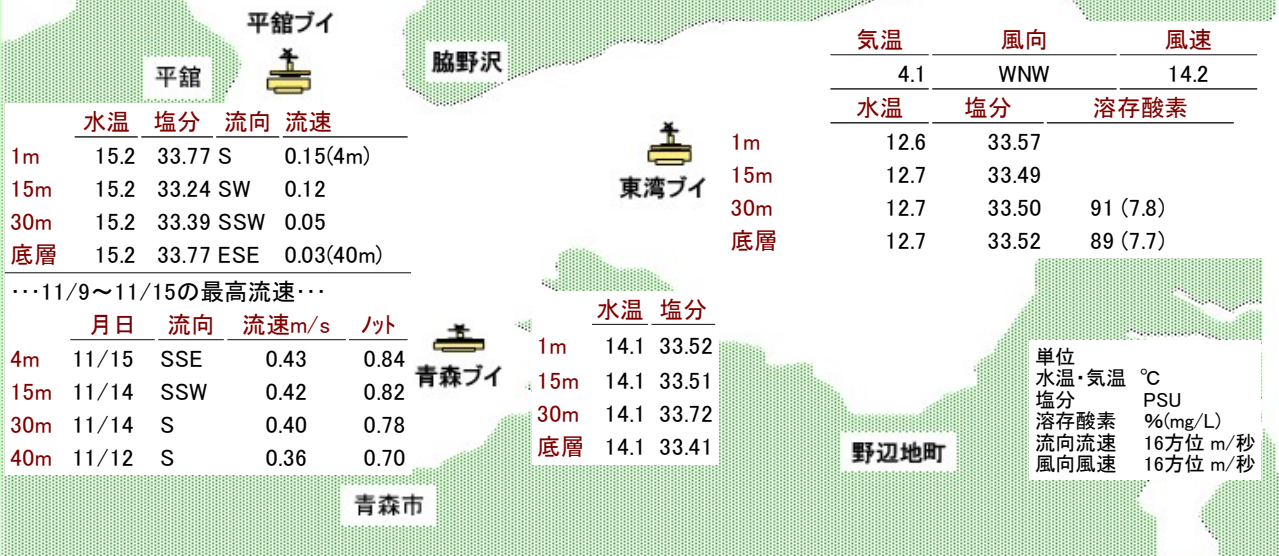 平舘ブイ
平舘
脇野沢
水温 塩分 流向 流速
1m 15.2 33.77 S 0.15(4m)
15m 15.2 33.24 SW 0.12
30m 15.2 33.39 SSW 0.05
底層 15.2 33.77 ESE 0.03(40m)
･･･11/9～11/15の最高流速･･･
月日 流向 流速m/s ﾉｯﾄ
4m 11/15 SSE 0.43 0.84
15m 11/14 SSW 0.42 0.82
30m 11/14 S 0.40 0.78
40m 11/12 S 0.36 0.70
気温 風向 風速
4.1 WNW 14.2
水温 塩分 溶存酸素
1m 12.6 33.57
15m 12.7 33.49
30m 12.7 33.50 91 (7.8)
底層 12.7 33.52 89 (7.7)
東湾ブイ
青森ブイ
水温 塩分
1m 14.1 33.52
15m 14.1 33.51
30m 14.1 33.72
底層 14.1 33.41
単位
水温･気温 ℃
塩分 PSU
溶存酸素 %(mg/L)
流向流速 16方位 m/秒
風向風速 16方位 m/秒
野辺地町
青森市